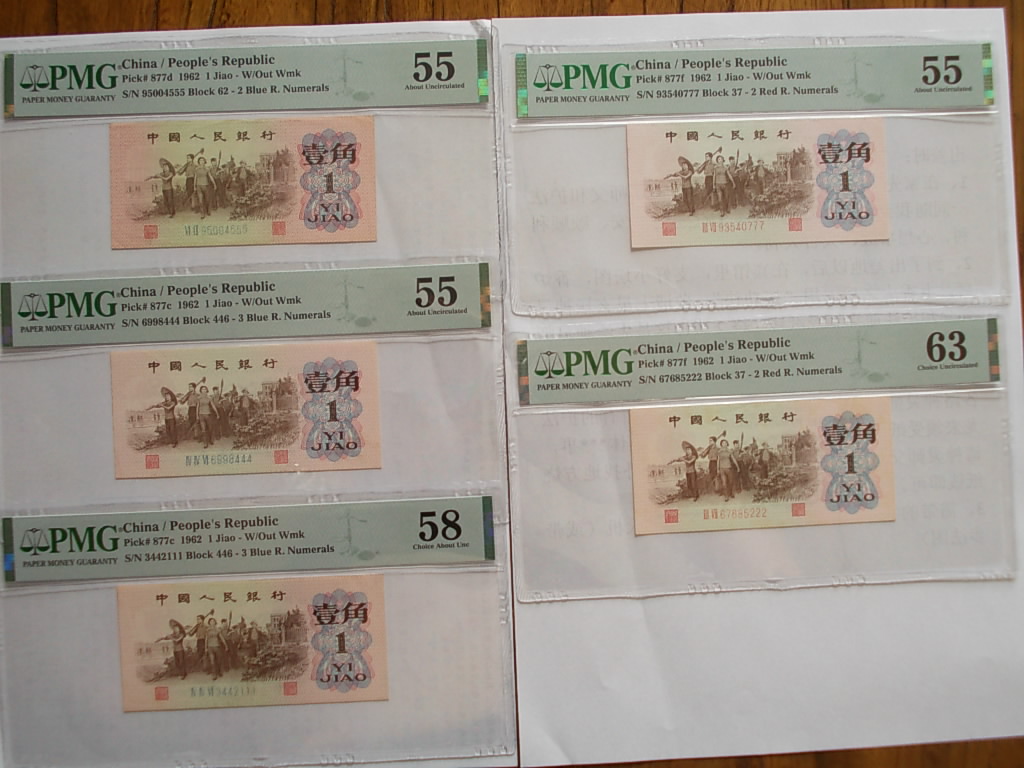 PMG
PAPER MONEY GUARANTY
China / People's Republic
Pick# 877d 1962 1 Jiao - W/Out Wmk
S/N 95004555 Block 62 - 2 Blue R. Numerals
55
About Uncirculated
中國人民銀行
壹角
1
YI
JIAO
95004555
PMG
PAPER MONEY GUARANTY
China / People's Republic
Pick# 877c 1962 1 Jiao - W/Out Wmk
S/N 6998444 Block 446 - 3 Blue R. Numerals
55
About Uncirculated
中國人民銀行
壹角
1
YI
JIAO
6998444
PMG
PAPER MONEY GUARANTY
China / People's Republic
Pick# 877c 1962 1 Jiao - W/Out Wmk
S/N 3442111 Block 446 - 3 Blue R. Numerals
58
Choice About Unc
中國人民銀行
壹角
1
YI
JIAO
3442111
PMG
PAPER MONEY GUARANTY
China / People's Republic
Pick# 877f 1962 1 Jiao - W/Out Wmk
S/N 93540777 Block 37 - 2 Red R. Numerals
55
About Uncirculated
中國人民銀行
壹角
1
YI
JIAO
93540777
PMG
PAPER MONEY GUARANTY
China / People's Republic
Pick# 877f 1962 1 Jiao - W/Out Wmk
S/N 67685222 Block 37 - 2 Red R. Numerals
63
Choice Uncirculated
中國人民銀行
壹角
1
YI
JIAO
67685222